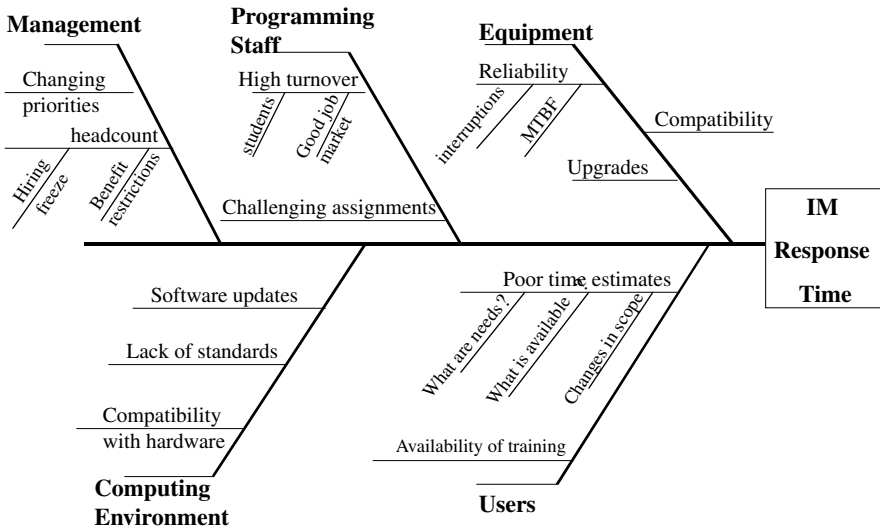 Management
Changing
priorities
headcount
Hiring
freeze
Benefit
restrictions
Programming
Staff
High turnover
students
Good job
market
Challenging assignments
Equipment
Reliability
interruptions
MTBF
Compatibility
Upgrades
IM
Response
Time
Software updates
Lack of standards
Compatibility
with hardware
Computing
Environment
Poor time estimates
What are needs?
What is available ?
Changes in scope
Availability of training
Users